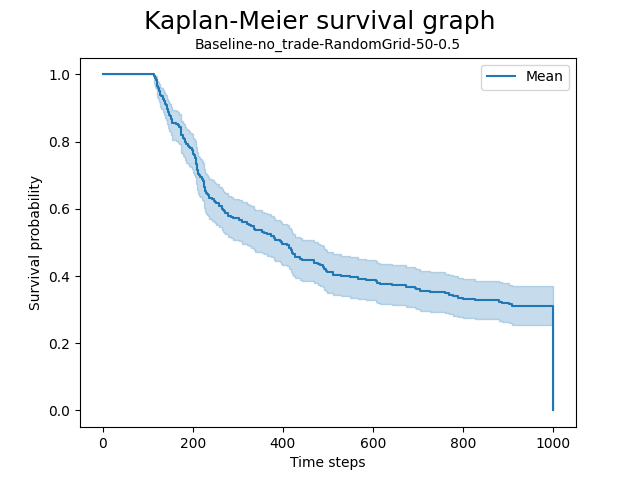 Kaplan-Meier survival graph
Baseline-no_trade-RandomGrid-50-0.5
Mean
1.0
0.8
0.6
0.4
0.2
0.0
Survival probability
0 200 400 600 800 1000
Time steps